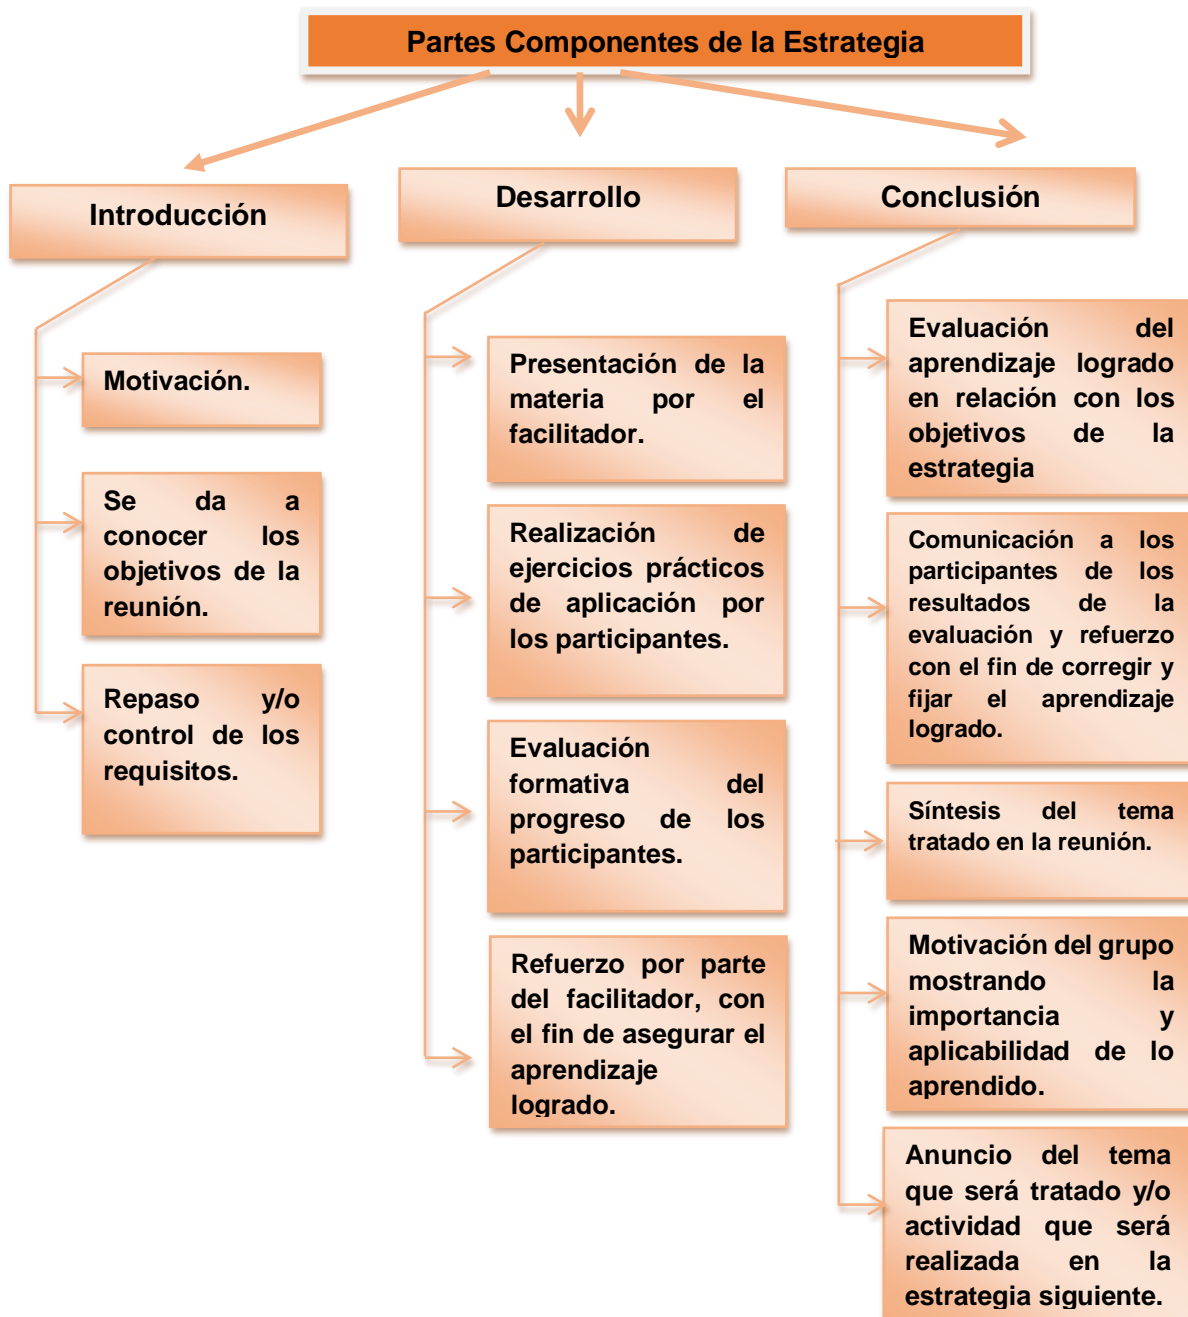 Partes Componentes de la Estrategia
Introducción
Motivación.
Se da a
conocer los
objetivos de la
reunión.
Repaso y/o
control de los
requisitos.
Desarrollo
Presentación de la
materia por el
facilitador.
Realización de
ejercicios prácticos
de aplicación por
los participantes.
Evaluación
formativa del
progreso de los
participantes.
Refuerzo por parte
del facilitador, con
el fin de asegurar el
aprendizaje
logrado.
Conclusión
Evaluación del
aprendizaje logrado
en relación con los
objetivos de la
estrategia
Comunicación a los
participantes de los
resultados de la
evaluación y refuerzo
con el fin de corregir y
fijar el aprendizaje
logrado.
Síntesis del tema
tratado en la reunión.
Motivación del grupo
mostrando la
importancia y
aplicabilidad de lo
aprendido.
Anuncio del tema
que será tratado y/o
actividad que será
realizada en la
estrategia siguiente.